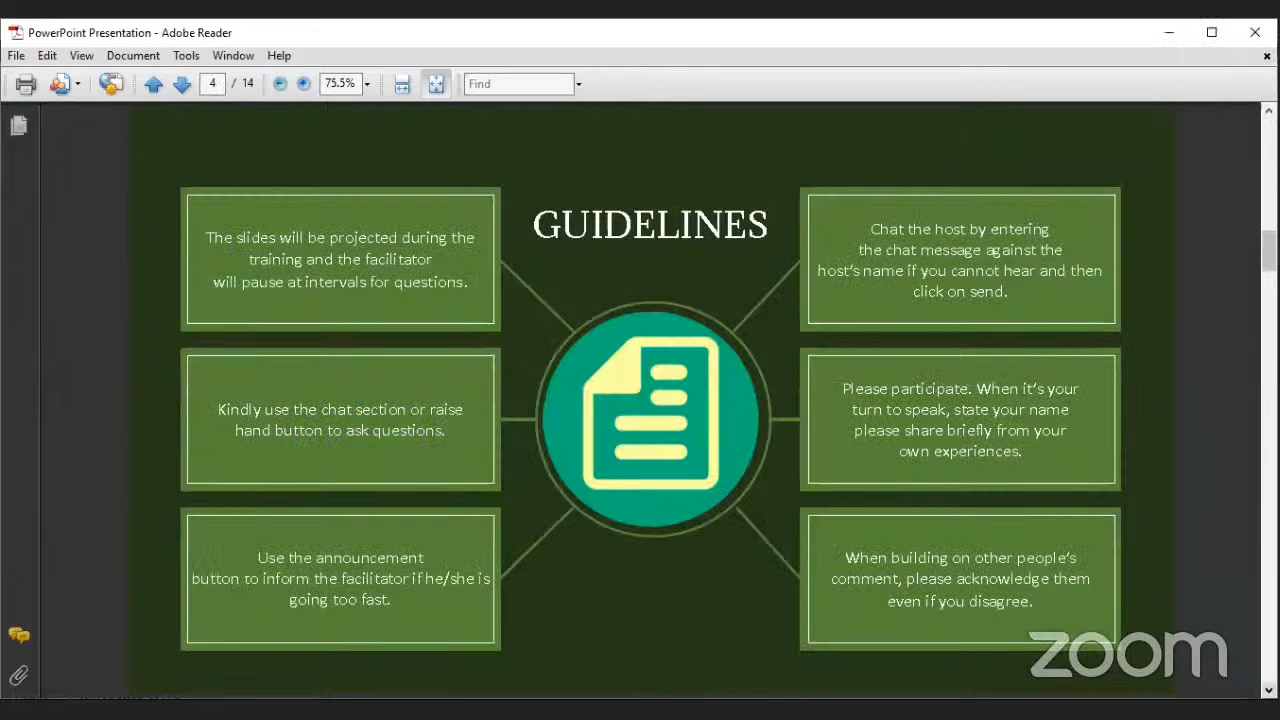 PowerPoint Presentation - Adobe Reader
File Edit View Document Tools Window Help
4 / 14 75.5% Find
GUIDELINES
The slides will be projected during the
training and the facilitator
will pause at intervals for questions.
Kindly use the chat section or raise
hand button to ask questions.
Use the announcement
button to inform the facilitator if he/she is
going too fast.
Chat the host by entering
the chat message against the
host's name if you cannot hear and then
click on send.
Please participate. When it's your
turn to speak, state your name
please share briefly from your
own experiences.
When building on other people's
comment, please acknowledge them
even if you disagree.
zoom